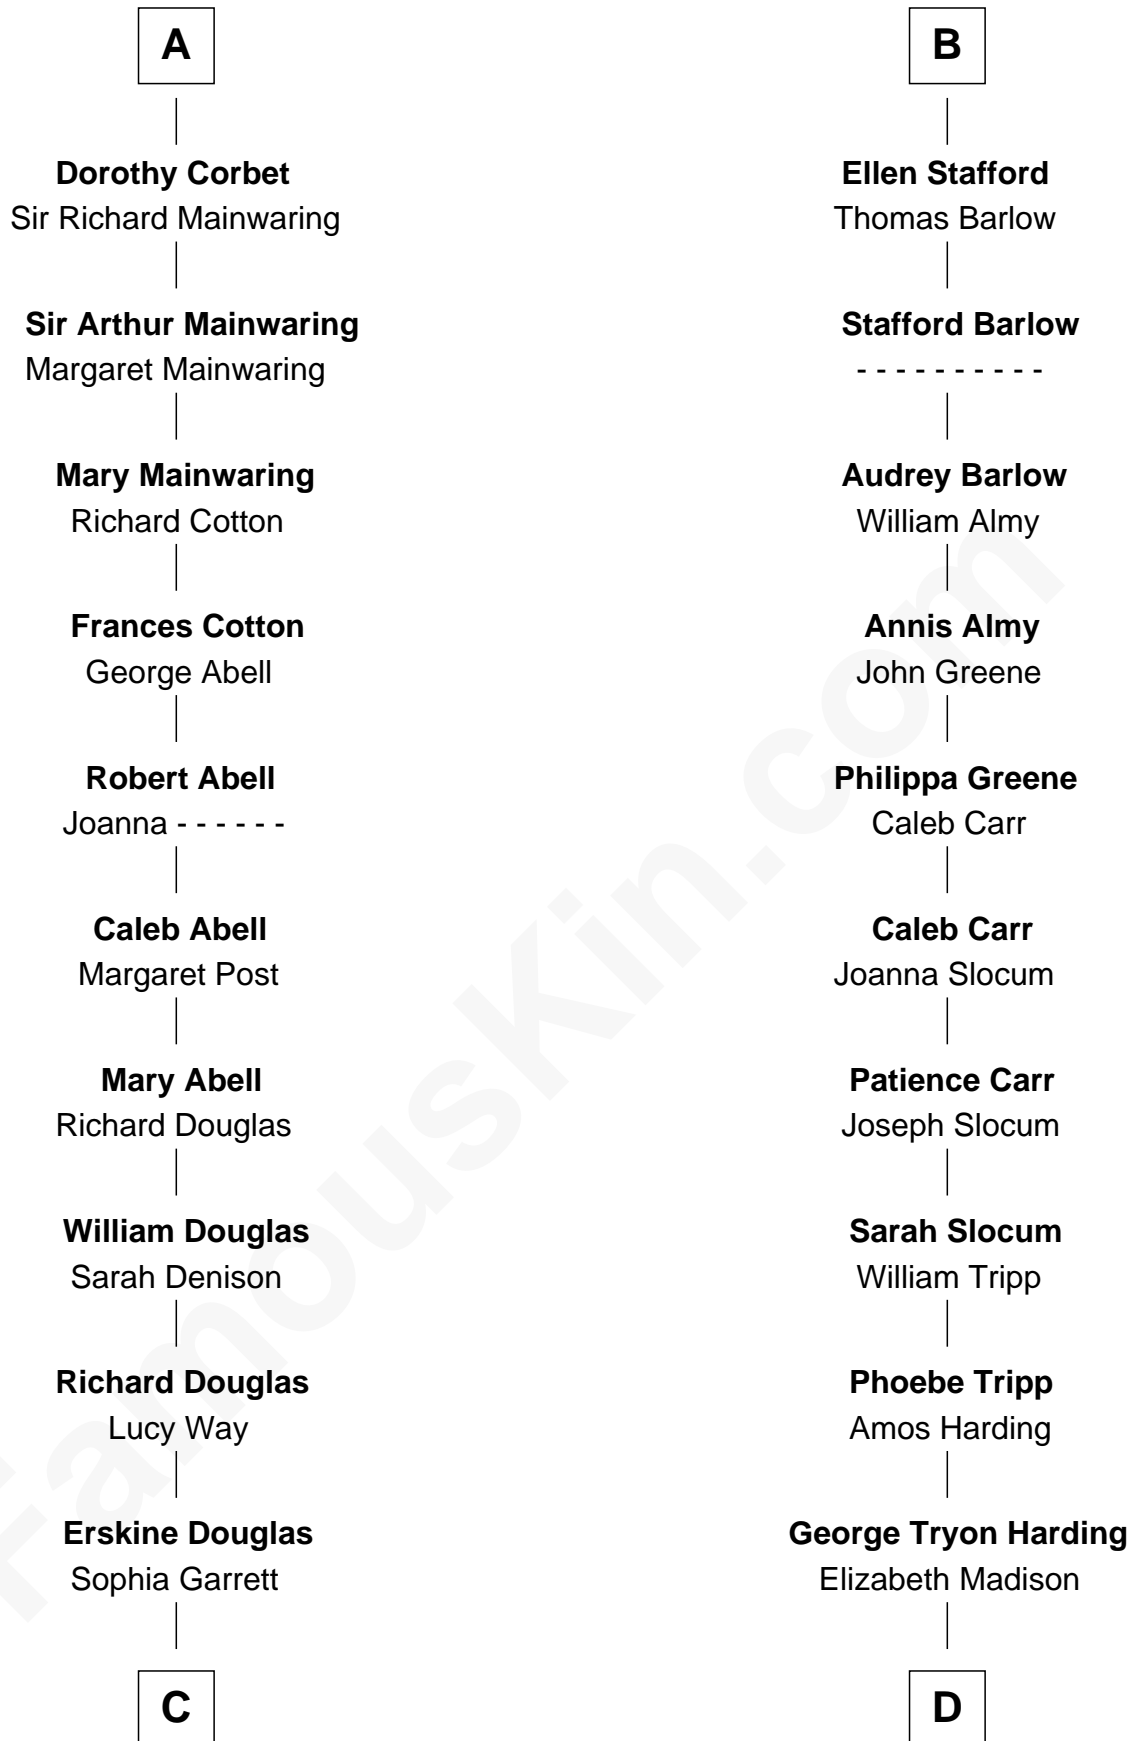 A
Dorothy Corbet
Sir Richard Mainwaring
Sir Arthur Mainwaring
Margaret Mainwaring
Mary Mainwaring
Richard Cotton
Frances Cotton
George Abell
Robert Abell
Joanna - - - - - -
Caleb Abell
Margaret Post
Mary Abell
Richard Douglas
William Douglas
Sarah Denison
Richard Douglas
Lucy Way
Erskine Douglas
Sophia Garrett
C
B
Ellen Stafford
Thomas Barlow
Stafford Barlow
- - - - - - - - - -
Audrey Barlow
William Almy
Annis Almy
John Greene
Philippa Greene
Caleb Carr
Caleb Carr
Joanna Slocum
Patience Carr
Joseph Slocum
Sarah Slocum
William Tripp
Phoebe Tripp
Amos Harding
George Tryon Harding
Elizabeth Madison
D
FamousKin.com